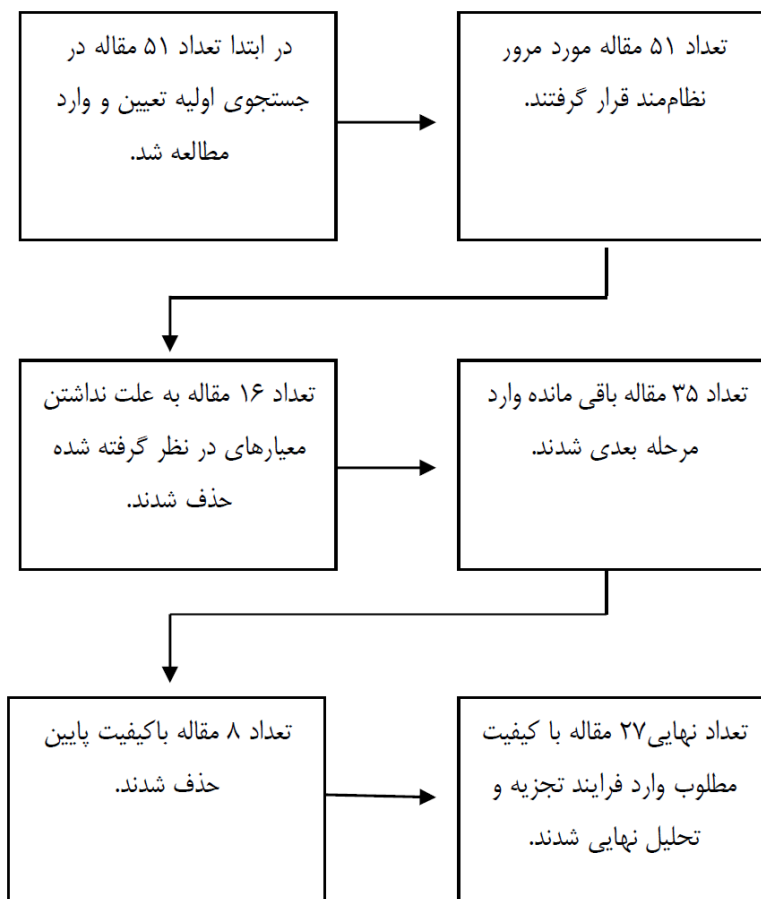 در ابتدا تعداد ۵۱ مقاله در
جستجوی اولیه تعیین و وارد
مطالعه شد.
تعداد ۵۱ مقاله مورد مرور
نظام‌مند قرار گرفتند.
تعداد ۱۶ مقاله به علت نداشتن
معیارهای در نظر گرفته شده
حذف شدند.
تعداد ۳۵ مقاله باقی مانده وارد
مرحله بعدی شدند.
تعداد ۸ مقاله باکیفیت پایین
حذف شدند.
تعداد نهایی۲۷ مقاله با کیفیت
مطلوب وارد فرایند تجزیه و
تحلیل نهایی شدند.